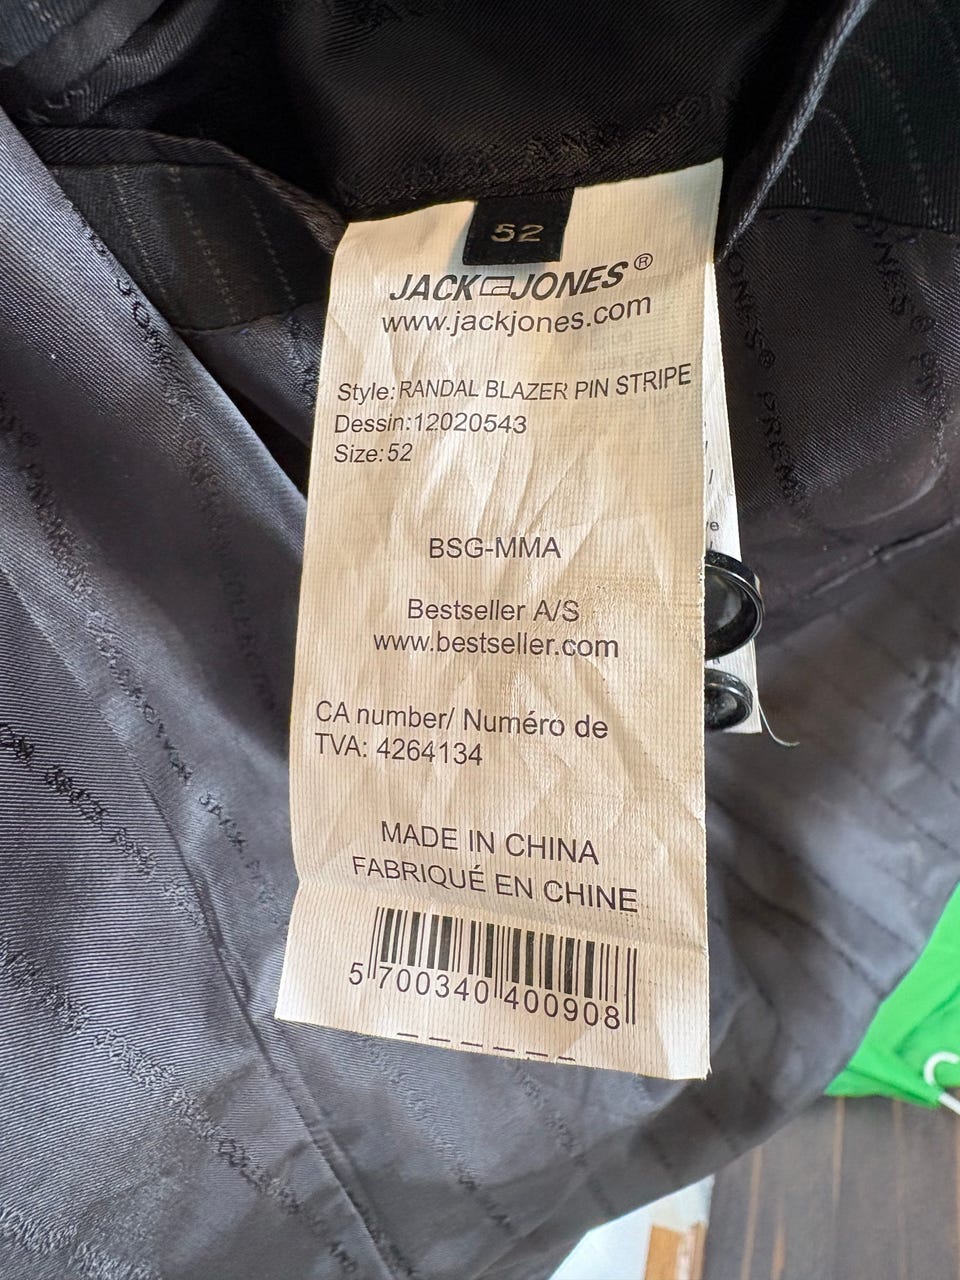 52
JACK JONES®
www.jackjones.com
Style:RANDAL BLAZER PIN STRIPE
Dessin:12020543
Size:52
BSG-MMA
Bestseller A/S
www.bestseller.com
CA number/ Numéro de
TVA: 4264134
MADE IN CHINA
FABRIQUÉ EN CHINE
5 700340 400908